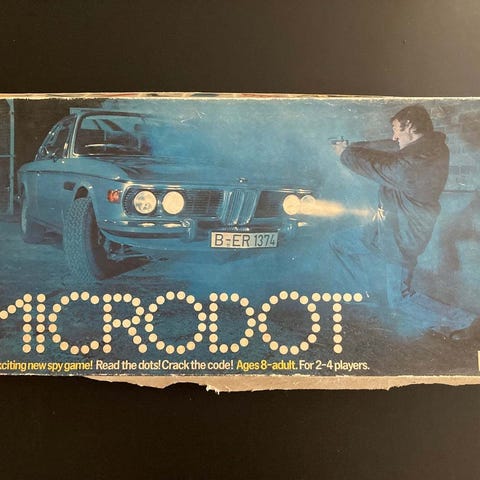 B-ER 1374
MICRODOT
xciting new spy game! Read the dots! Crack the code! Ages 8-adult. For 2-4 players.